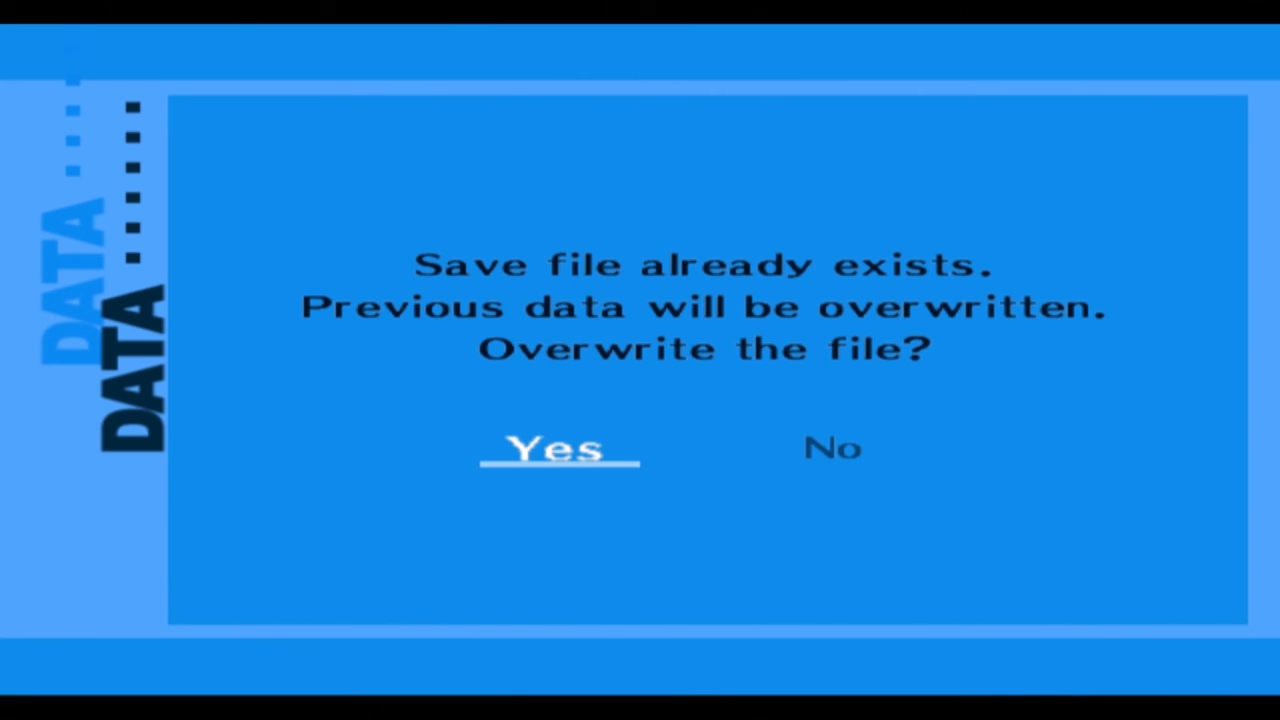 DATA ......
DATA ....
Save file already exists.
Previous data will be overwritten.
Overwrite the file?
Yes No